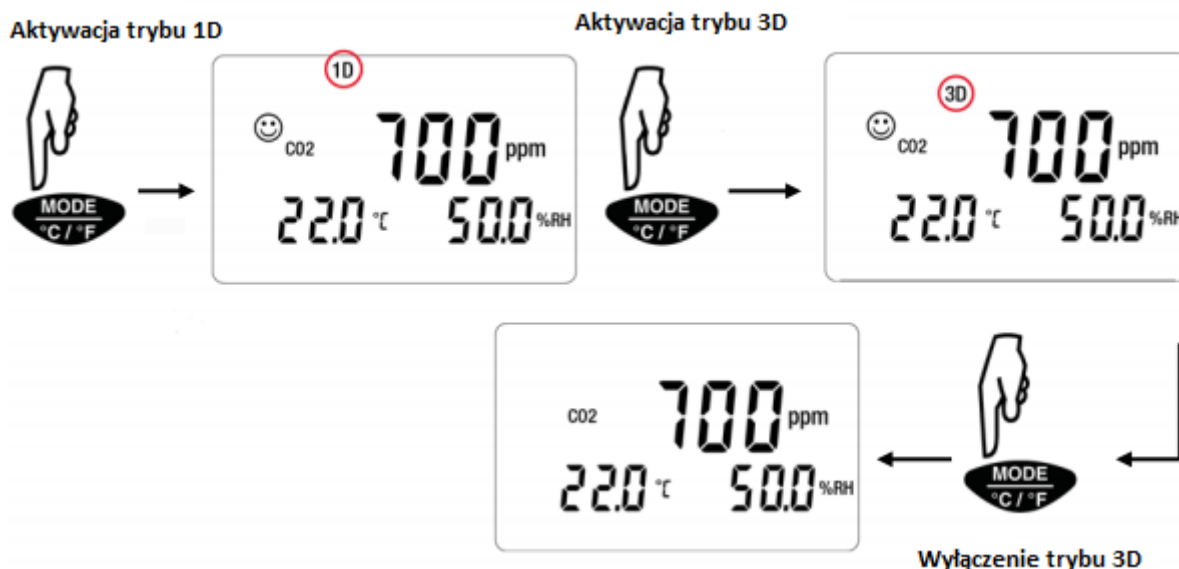 Aktywacja trybu 1D
Aktywacja trybu 3D
1D
CO2 700 ppm
22.0 °C 50.0 %RH
MODE
°C / °F
3D
CO2 700 ppm
22.0 °C 50.0 %RH
MODE
°C / °F
CO2 700 ppm
22.0 °C 50.0 %RH
MODE
°C / °F
Wyłączenie trybu 3D